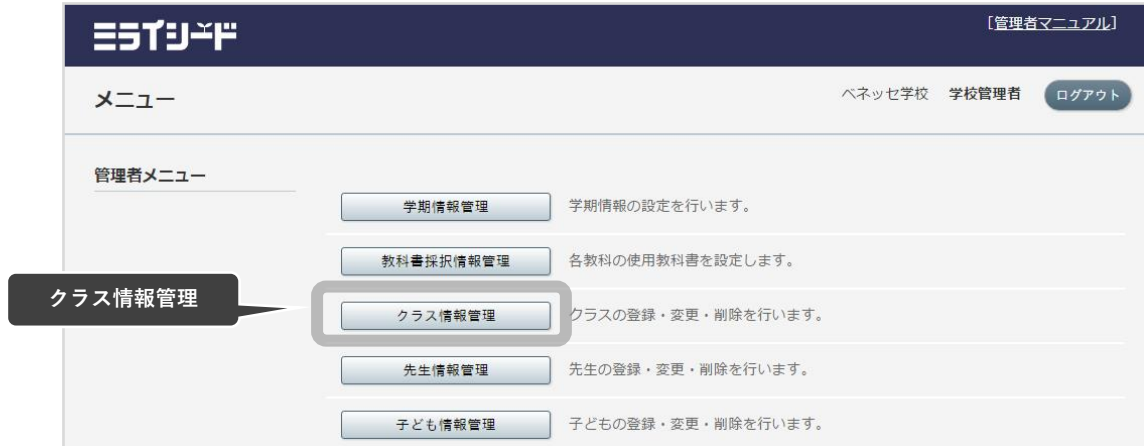 ミライシード
[管理者マニュアル]
メニュー
ベネッセ学校 学校管理者 ログアウト
管理者メニュー
学期情報管理 学期情報の設定を行います。
教科書採択情報管理 各教科の使用教科書を設定します。
クラス情報管理
クラス情報管理 クラスの登録・変更・削除を行います。
先生情報管理 先生の登録・変更・削除を行います。
子ども情報管理 子どもの登録・変更・削除を行います。